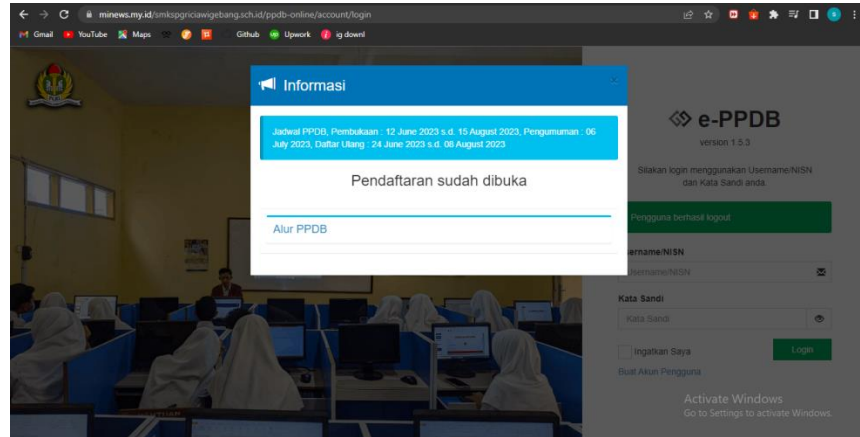 minews.my.id/smkspgriciawigebang.sch.id/ppdb-online/account/login
Gmail
YouTube
Maps
Github
Upwork
ig downl
Informasi
Jadwal PPDB, Pembukaan : 12 June 2023 s.d. 15 August 2023, Pengumuman : 06
July 2023, Daftar Ulang : 24 June 2023 s.d. 08 August 2023
Pendaftaran sudah dibuka
Alur PPDB
e-PPDB
version 1.5.3
Silakan login menggunakan Username/NISN
dan Kata Sandi anda.
Pengguna berhasil logout
ername/NISN
Username/NISN
Kata Sandi
Kata Sandi
Ingatkan Saya
Login
Buat Akun Pengguna
Activate Windows
Go to Settings to activate Windows.